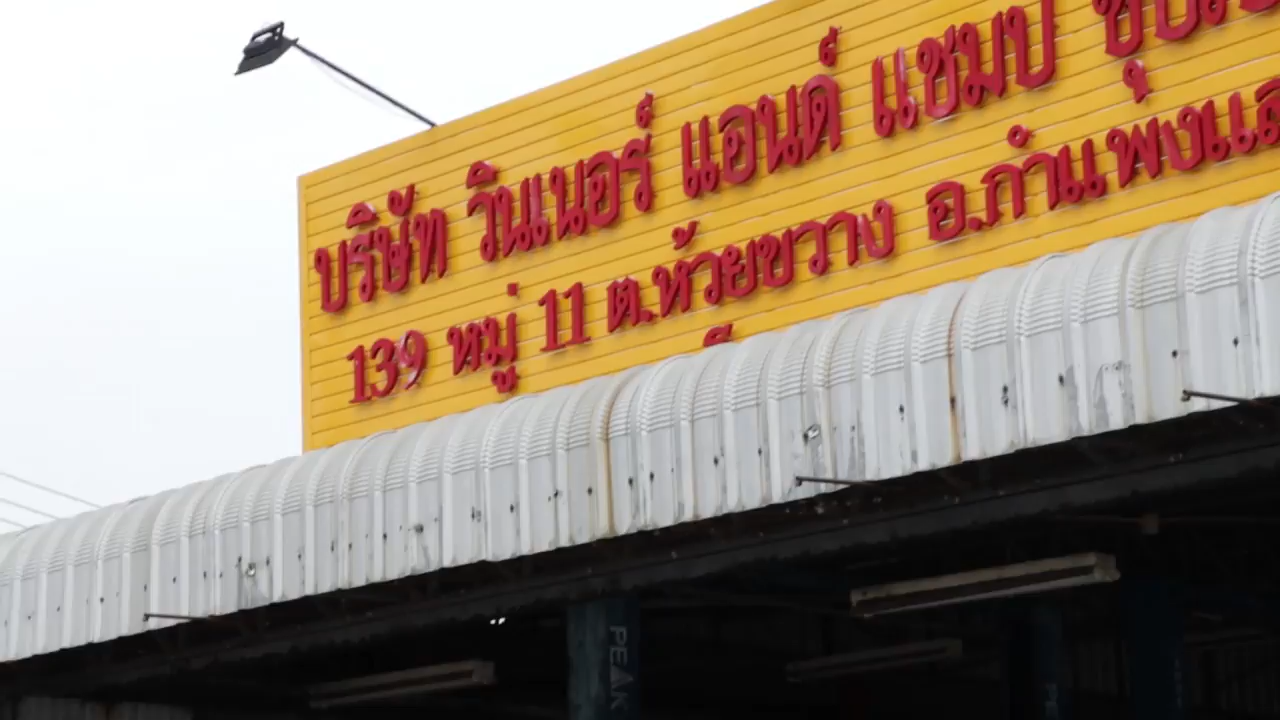 บริษัท วินเนอร์ แอนด์ แชมป์
139 หมู่ 11 ต.ห้วยขวาง อ.กำแพงแส
PEAK